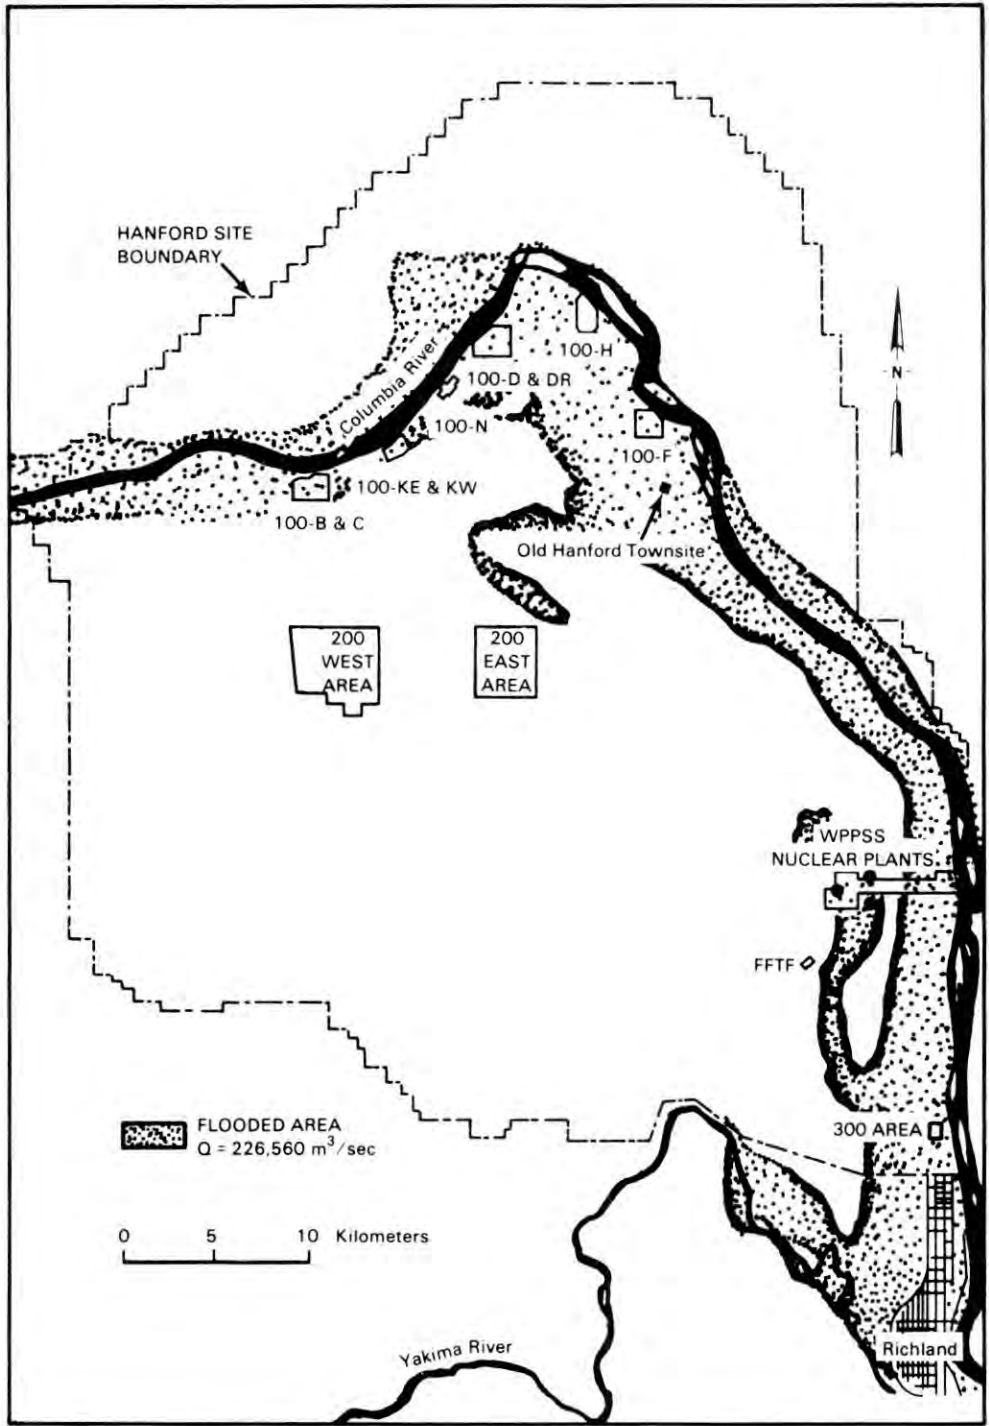 HANFORD SITE
BOUNDARY
Columbia River
100-H
100-D & DR
N
100-N
100-F
100-KE & KW
100-B & C
Old Hanford Townsite
200
WEST
AREA
200
EAST
AREA
WPPSS
NUCLEAR PLANTS
FFTF
FLOODED AREA
Q = 226,560 m³/sec
300 AREA
0 5 10 Kilometers
Yakima River
Richland